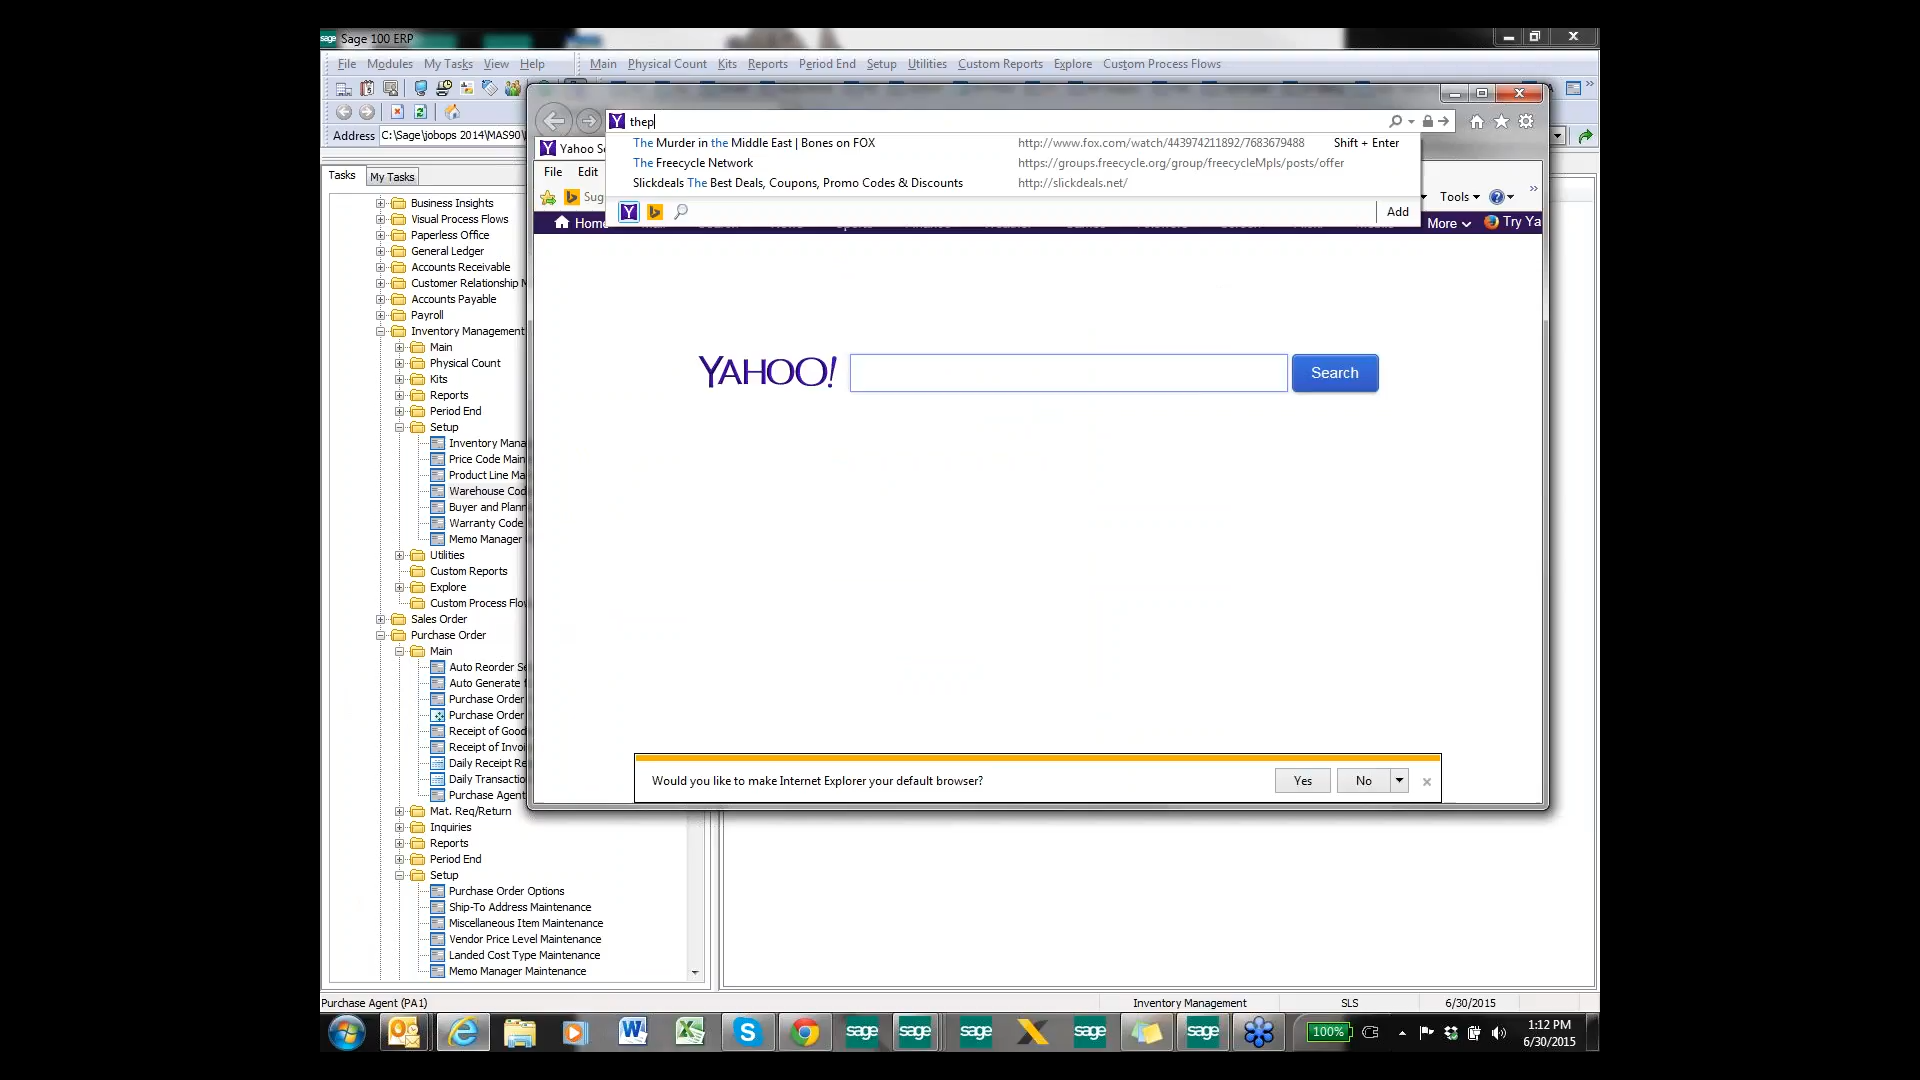 sage Sage 100 ERP
File Modules My Tasks View Help Main Physical Count Kits Reports Period End Setup Utilities Custom Reports Explore Custom Process Flows
Address C:\Sage\jobops 2014\MAS90\
Tasks My Tasks
Business Insights
Visual Process Flows
Paperless Office
General Ledger
Accounts Receivable
Customer Relationship M
Accounts Payable
Payroll
Inventory Management
Main
Physical Count
Kits
Reports
Period End
Setup
Inventory Mana
Price Code Main
Product Line Ma
Warehouse Cod
Buyer and Plann
Warranty Code
Memo Manager
Utilities
Custom Reports
Explore
Custom Process Flo
Sales Order
Purchase Order
Main
Auto Reorder Se
Auto Generate
Purchase Order
Purchase Order
Receipt of Good
Receipt of Invoi
Daily Receipt Re
Daily Transactio
Purchase Agent
Mat. Req/Return
Inquiries
Reports
Period End
Setup
Purchase Order Options
Ship-To Address Maintenance
Miscellaneous Item Maintenance
Vendor Price Level Maintenance
Landed Cost Type Maintenance
Memo Manager Maintenance
thep
Yahoo Se
The Murder in the Middle East | Bones on FOX http://www.fox.com/watch/443974211892/7683679488 Shift + Enter
The Freecycle Network https://groups.freecycle.org/group/freecycleMpls/posts/offer
Slickdeals The Best Deals, Coupons, Promo Codes & Discounts http://slickdeals.net/
Add
File Edit
Sug
Tools
Home
More Try Ya
YAHOO! Search
Would you like to make Internet Explorer your default browser? Yes No
Purchase Agent (PA1) Inventory Management SLS 6/30/2015
sage sage sage sage sage
100%
1:12 PM
6/30/2015